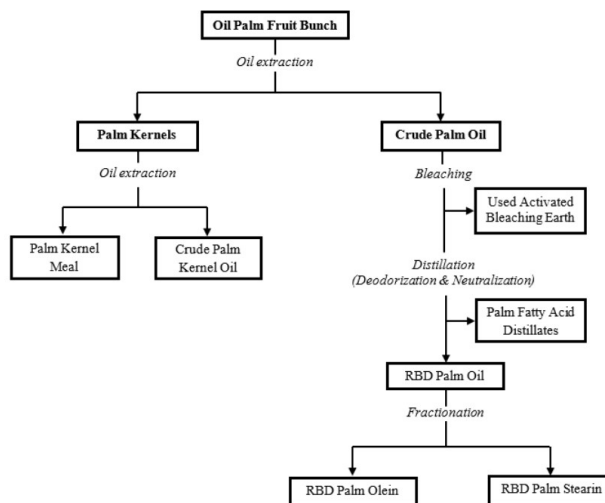 Oil Palm Fruit Bunch
Oil extraction
Palm Kernels
Crude Palm Oil
Oil extraction
Bleaching
Used Activated
Bleaching Earth
Palm Kernel
Meal
Crude Palm
Kernel Oil
Distillation
(Deodorization & Neutralization)
Palm Fatty Acid
Distillates
RBD Palm Oil
Fractionation
RBD Palm Olein
RBD Palm Stearin